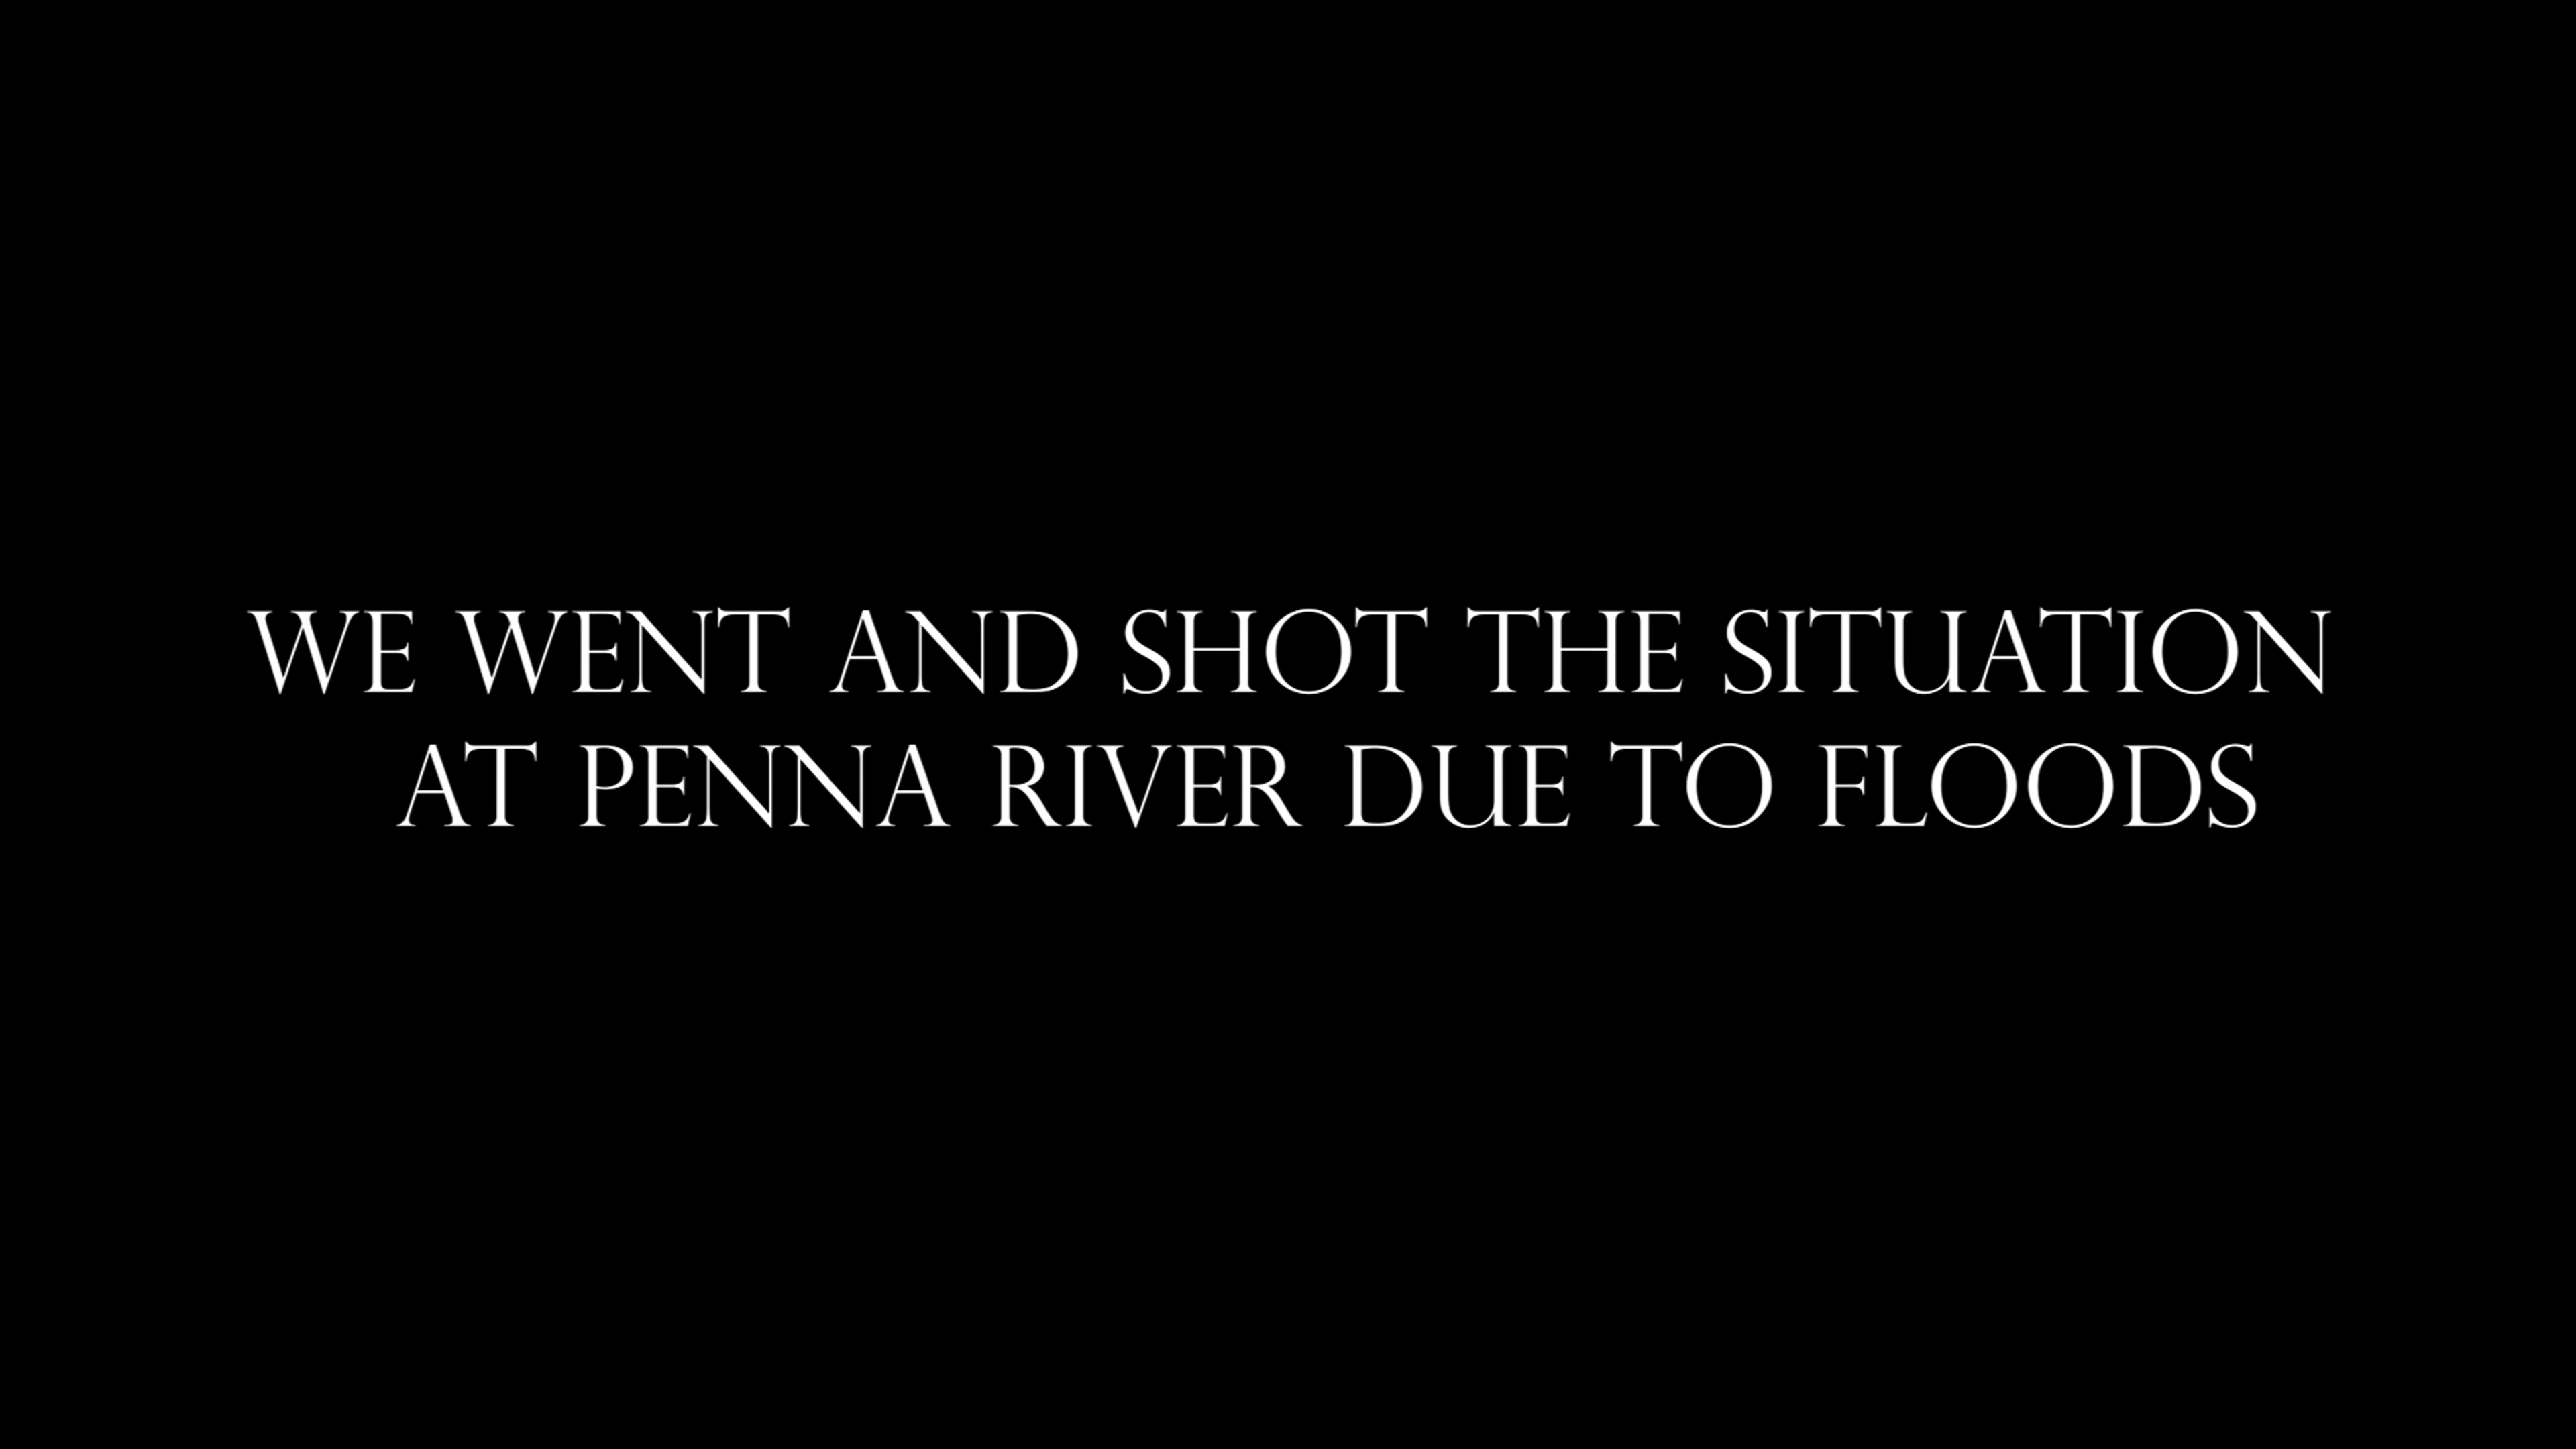 WE WENT AND SHOT THE SITUATION
AT PENNA RIVER DUE TO FLOODS